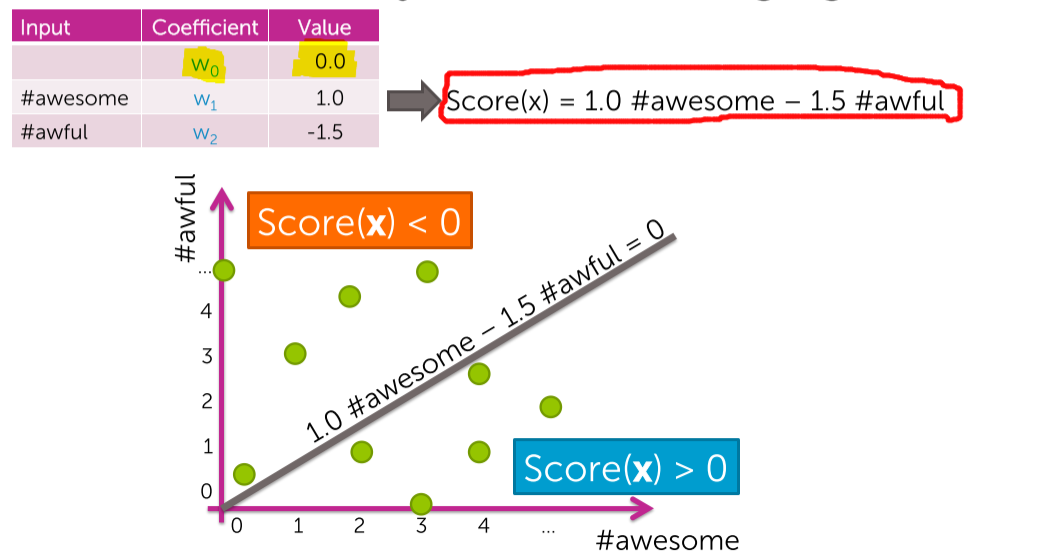 Input Coefficient Value
w0 0.0
#awesome w1 1.0
#awful w2 -1.5
Score(x) = 1.0 #awesome – 1.5 #awful
#awful
Score(x) < 0
1.0 #awesome – 1.5 #awful = 0
...
4
3
2
1
0
Score(x) > 0
0 1 2 3 4 ...
#awesome